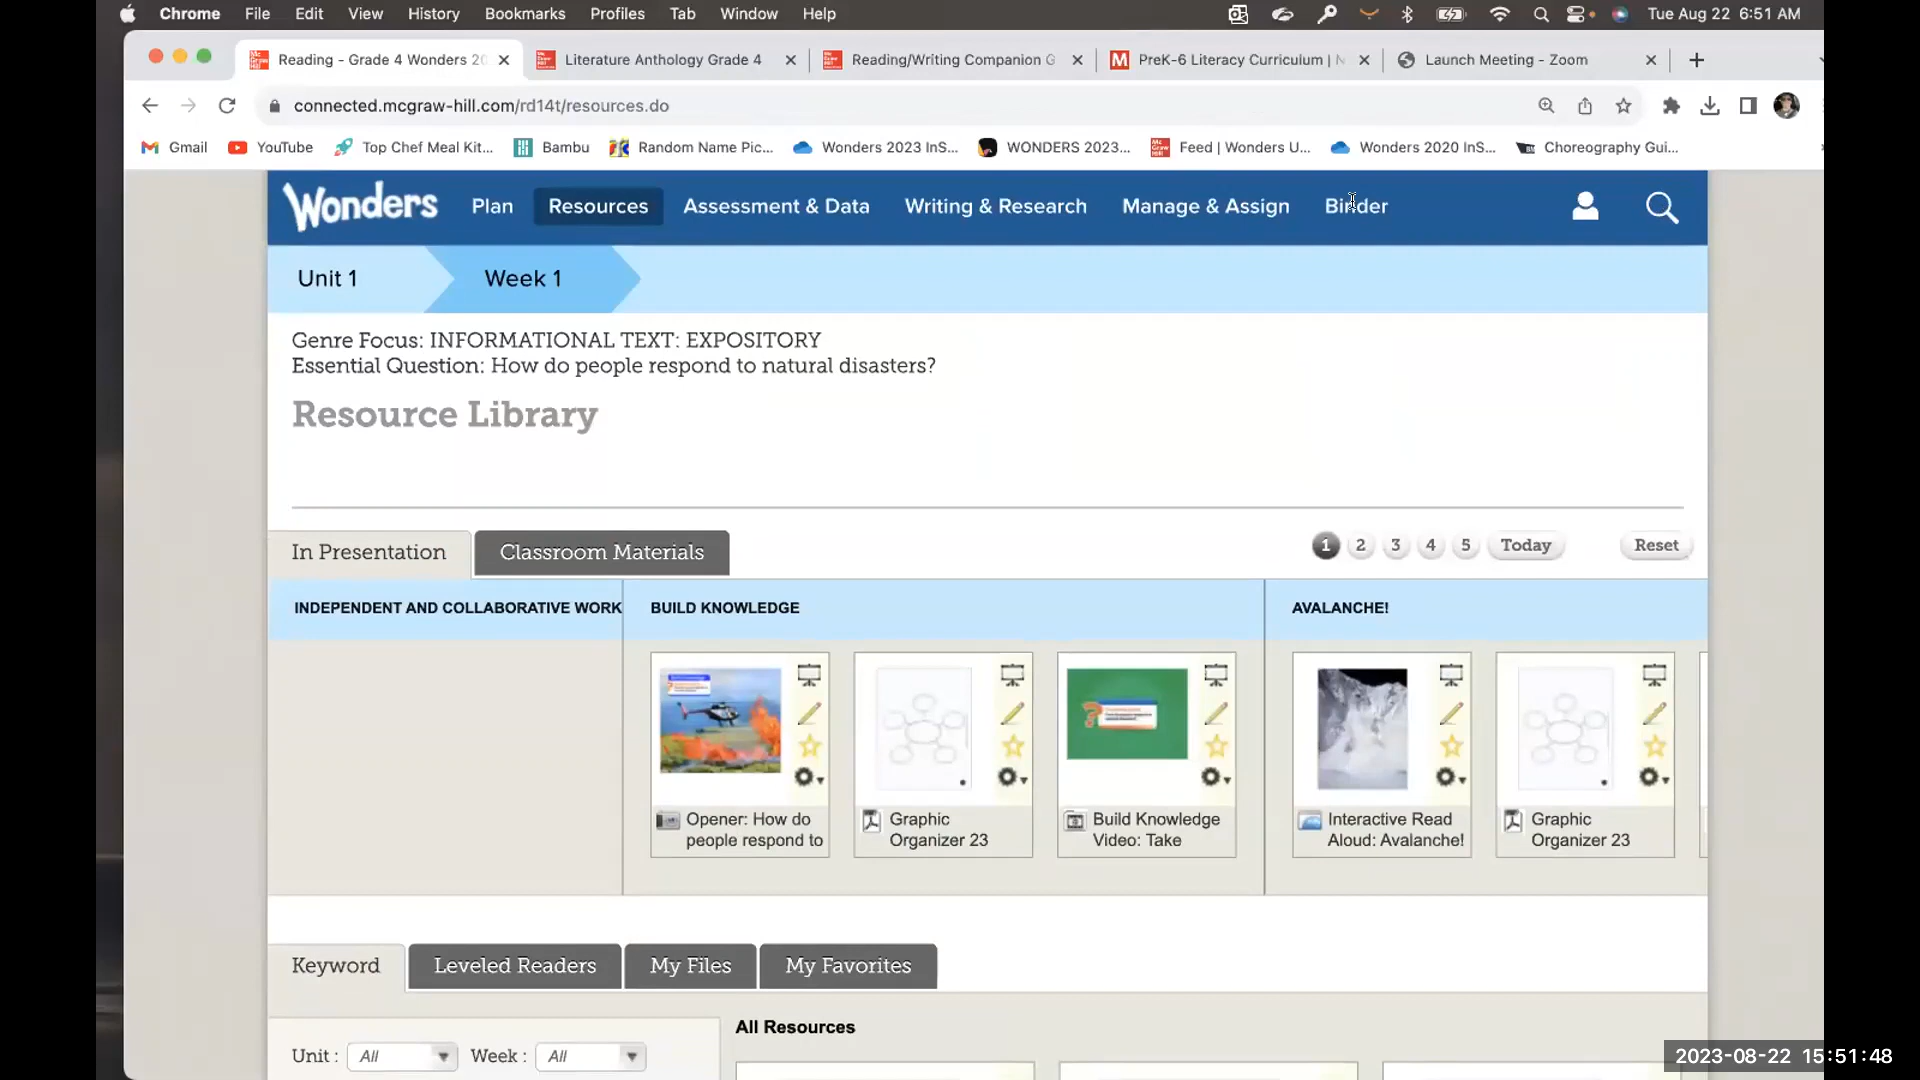 Chrome File Edit View History Bookmarks Profiles Tab Window Help Tue Aug 22 6:51 AM
Reading - Grade 4 Wonders 20 Literature Anthology Grade 4 Reading/Writing Companion G PreK-6 Literacy Curriculum | N Launch Meeting - Zoom
connected.mcgraw-hill.com/rd14t/resources.do
Gmail YouTube Top Chef Meal Kit... Bambu Random Name Pic... Wonders 2023 InS... WONDERS 2023... Feed | Wonders U... Wonders 2020 InS... Choreography Gui...
Wonders Plan Resources Assessment & Data Writing & Research Manage & Assign Binder
Unit 1 Week 1
Genre Focus: INFORMATIONAL TEXT: EXPOSITORY
Essential Question: How do people respond to natural disasters?
Resource Library
In Presentation Classroom Materials 1 2 3 4 5 Today Reset
INDEPENDENT AND COLLABORATIVE WORK BUILD KNOWLEDGE AVALANCHE!
Opener: How do
people respond to
Graphic
Organizer 23
Build Knowledge
Video: Take
Interactive Read
Aloud: Avalanche!
Graphic
Organizer 23
Keyword Leveled Readers My Files My Favorites
All Resources
Unit : All Week : All
2023-08-22 15:51:48